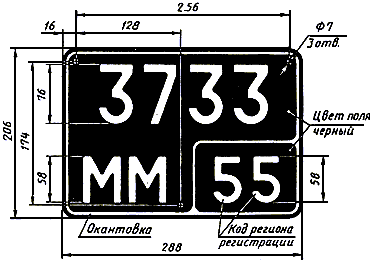 256
16 128
Ф7
3 отв.
3733
76
206
174
Цвет поля
черный
ММ 55
58
58
Окантовка
Код региона
регистрации
288